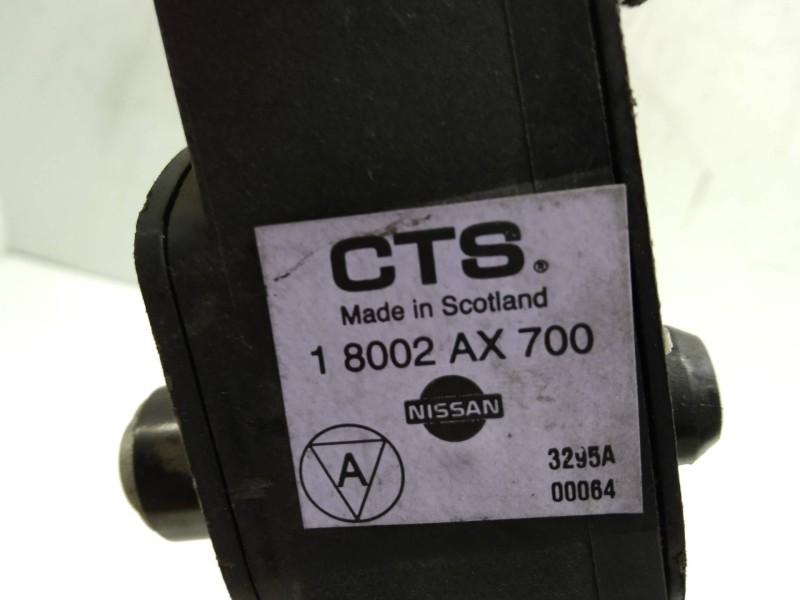 CTS.®
Made in Scotland
1 8002 AX 700
NISSAN
A
3295A
00064